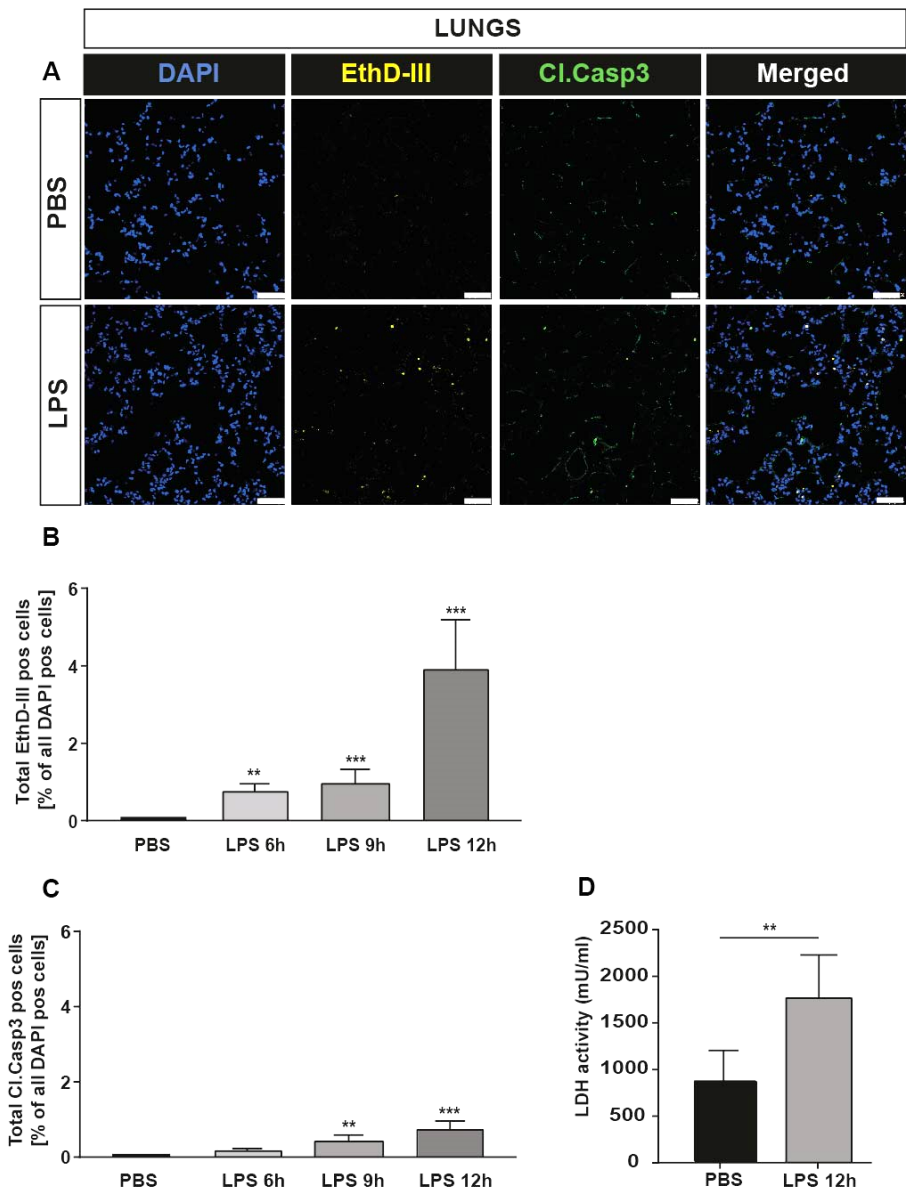 LUNGS
A
DAPI
EthD-III
Cl.Casp3
Merged
PBS
LPS
B
Total EthD-III pos cells
[% of all DAPI pos cells]
6
4
2
0
**
***
***
PBS
LPS 6h
LPS 9h
LPS 12h
C
Total Cl.Casp3 pos cells
[% of all DAPI pos cells]
6
4
2
0
**
***
PBS
LPS 6h
LPS 9h
LPS 12h
D
LDH activity (mU/ml)
2500
2000
1500
1000
500
0
**
PBS
LPS 12h